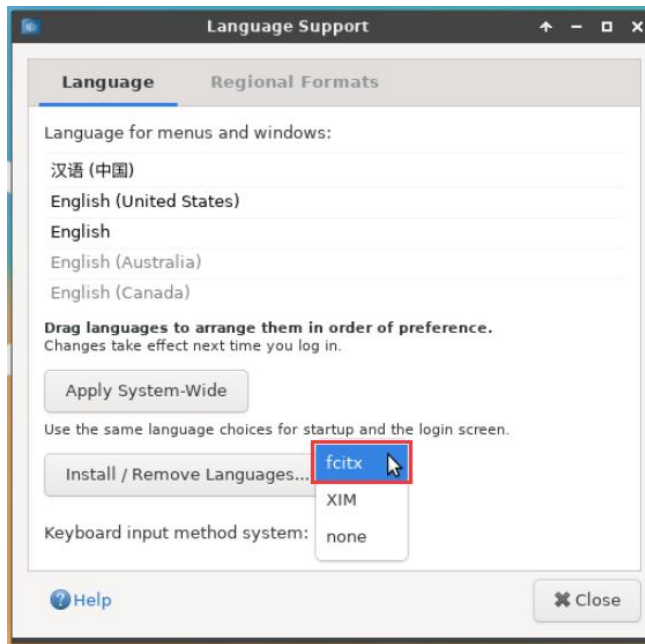 Language Support
Language Regional Formats
Language for menus and windows:
汉语 (中国)
English (United States)
English
English (Australia)
English (Canada)
Drag languages to arrange them in order of preference.
Changes take effect next time you log in.
Apply System-Wide
Use the same language choices for startup and the login screen.
Install / Remove Languages...
fcitx
XIM
Keyboard input method system:
none
Help
Close